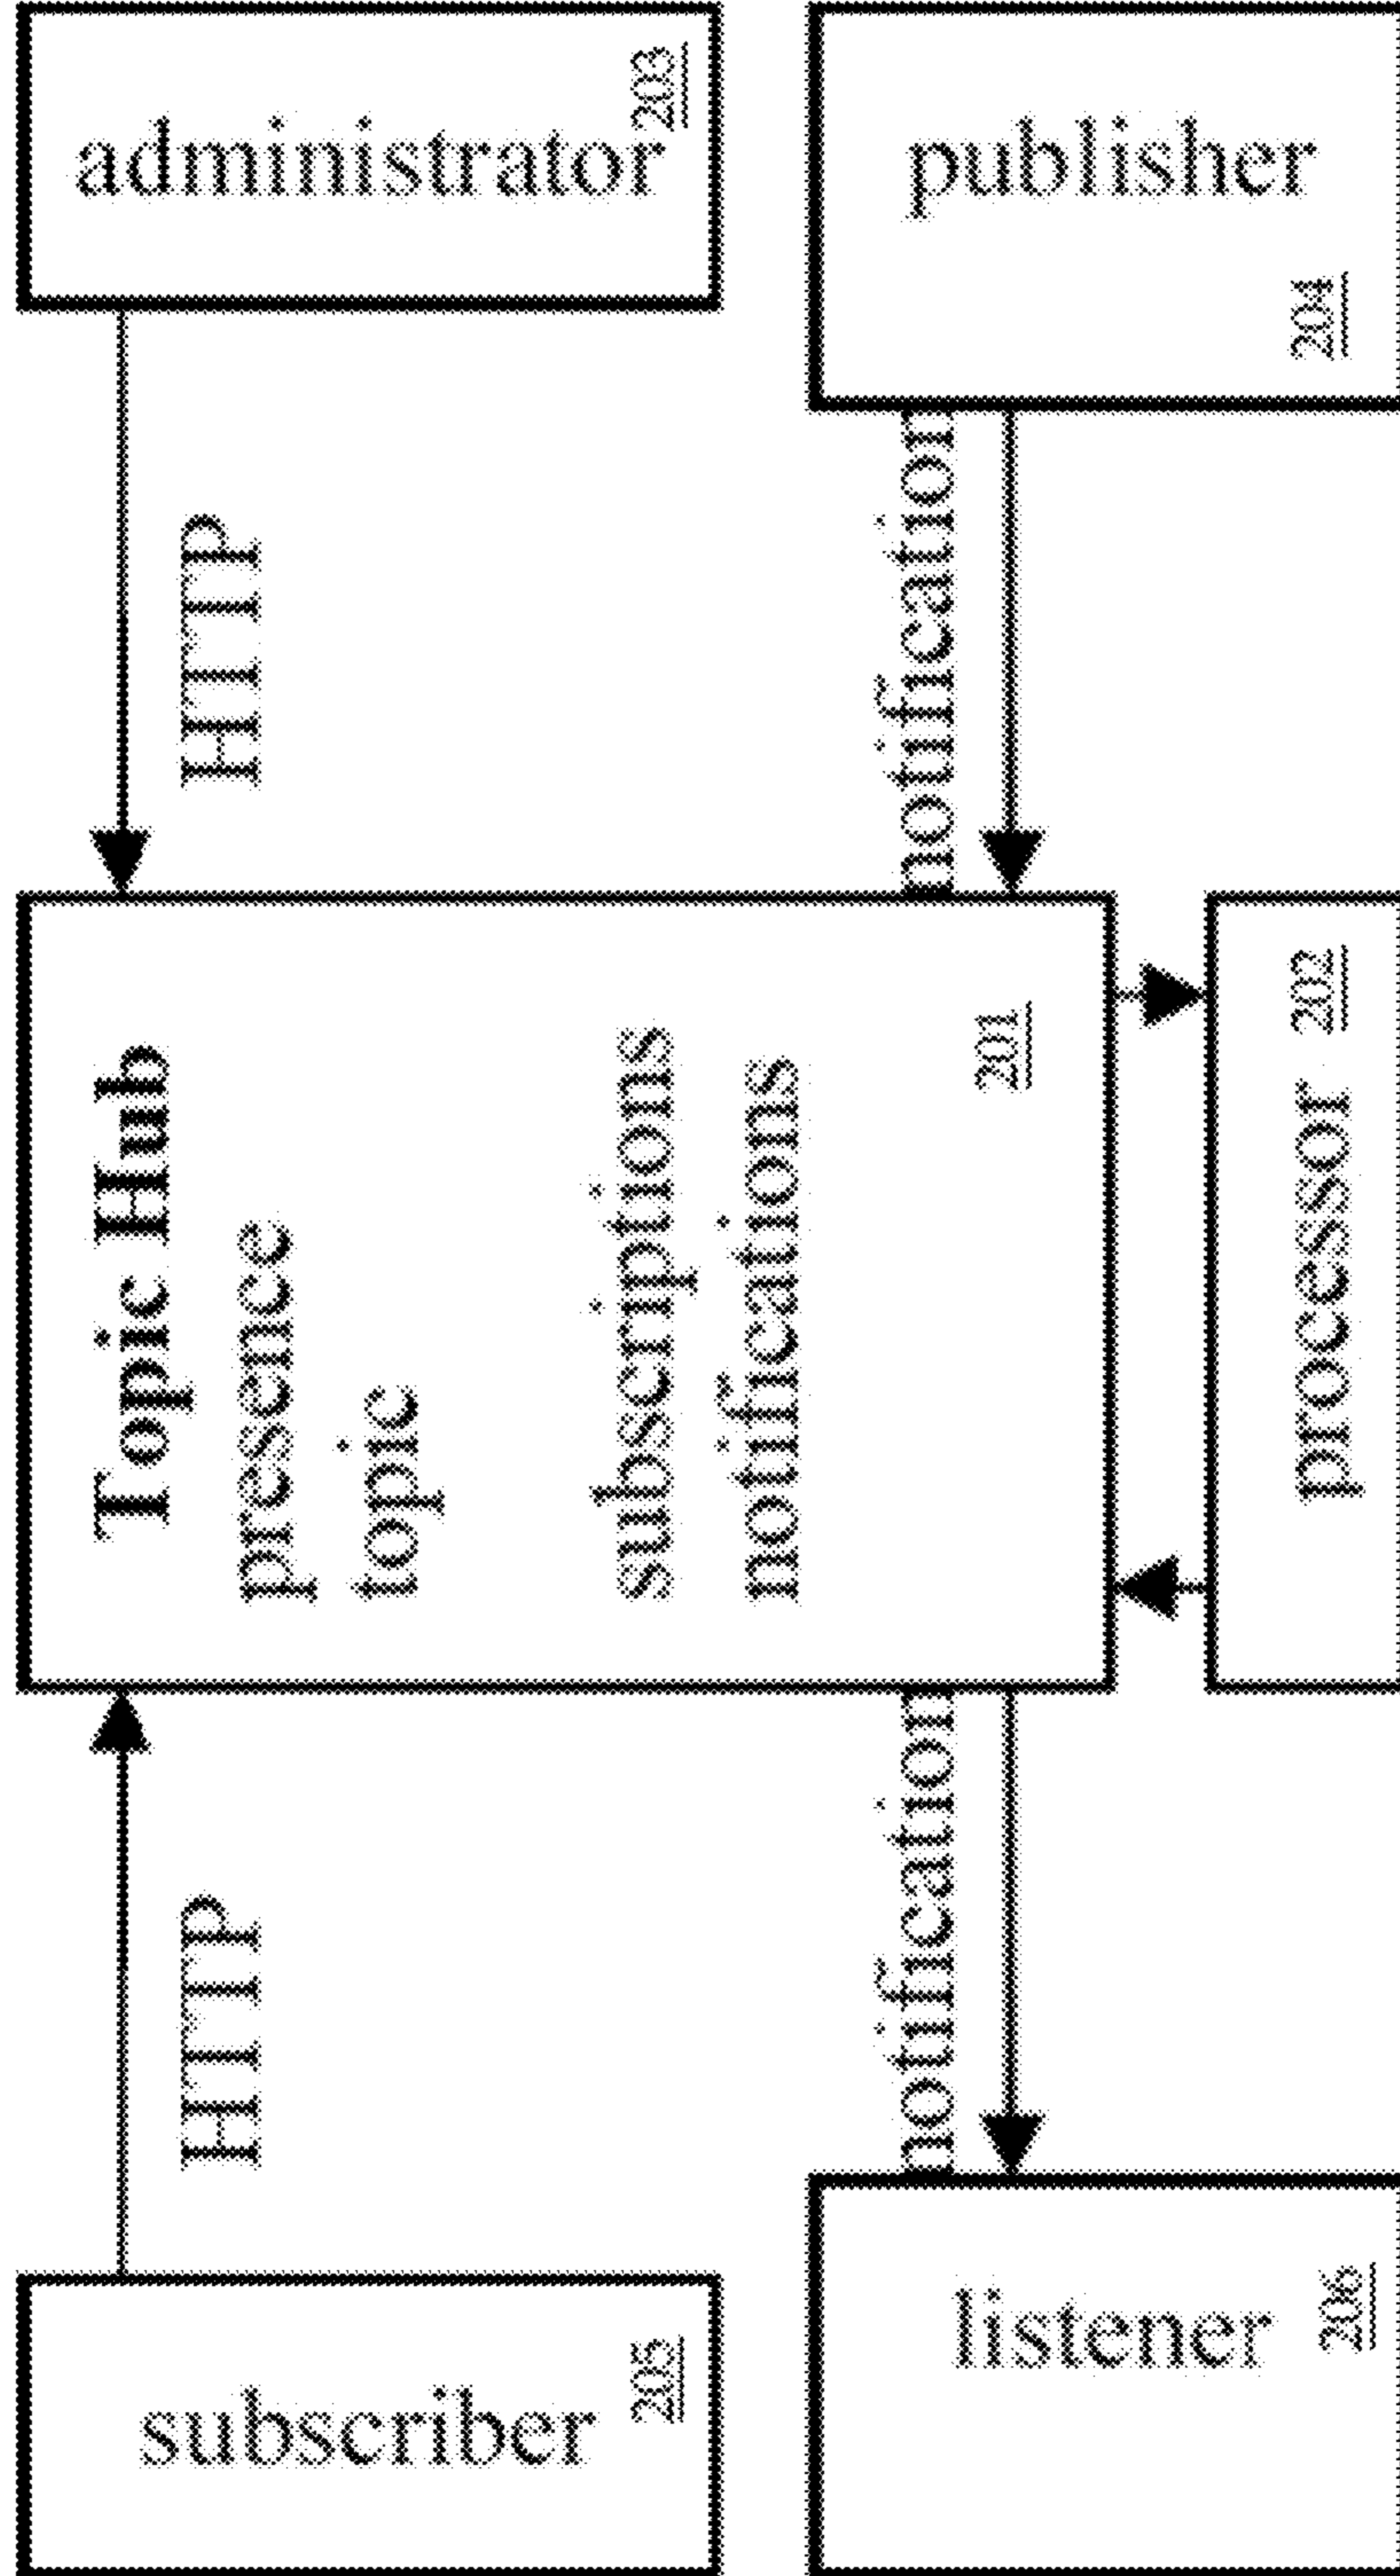 administrator
203
publisher
204
HTTP
notification
Topic Hub
presence
topic
subscriptions
notifications
201
processor 202
HTTP
notification
subscriber
205
listener
206